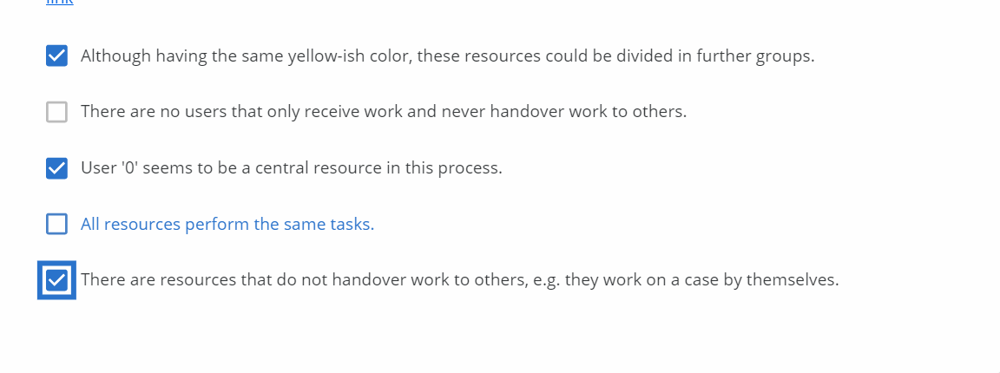 link
Although having the same yellow-ish color, these resources could be divided in further groups.
There are no users that only receive work and never handover work to others.
User '0' seems to be a central resource in this process.
All resources perform the same tasks.
There are resources that do not handover work to others, e.g. they work on a case by themselves.